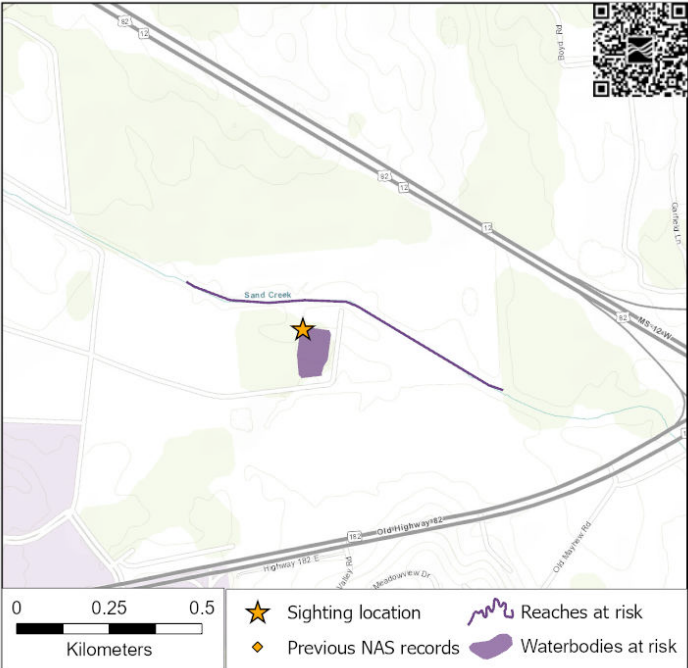 82
12
Boyd Rd
82
12
12
Garfield Ln
Sand Creek
82
MS-12-W
182
Old Highway 82
Highway 182 E
Valley Rd
Meadowview Dr
Old Mayhew Rd
0 0.25 0.5
Kilometers
Sighting location
Reaches at risk
Previous NAS records
Waterbodies at risk